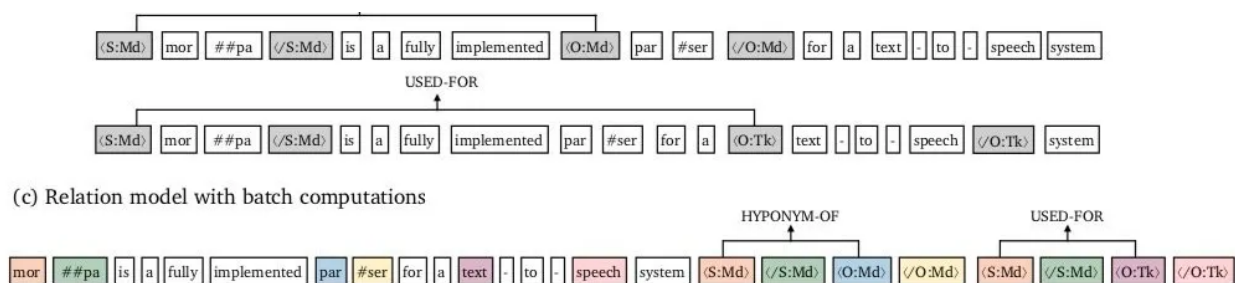 ⟨S:Md⟩ mor ##pa ⟨/S:Md⟩ is a fully implemented ⟨O:Md⟩ par #ser ⟨/O:Md⟩ for a text - to - speech system
USED-FOR
⟨S:Md⟩ mor ##pa ⟨/S:Md⟩ is a fully implemented par #ser for a ⟨O:Tk⟩ text - to - speech ⟨/O:Tk⟩ system
(c) Relation model with batch computations
HYPONYM-OF USED-FOR
mor ##pa is a fully implemented par #ser for a text - to - speech system ⟨S:Md⟩ ⟨/S:Md⟩ ⟨O:Md⟩ ⟨/O:Md⟩ ⟨S:Md⟩ ⟨/S:Md⟩ ⟨O:Tk⟩ ⟨/O:Tk⟩